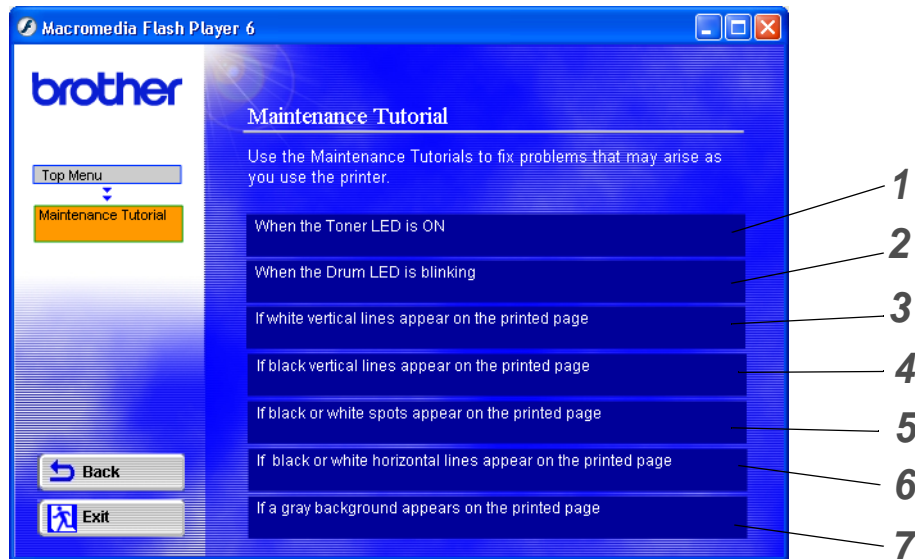 Macromedia Flash Player 6
brother
Top Menu
Maintenance Tutorial
Back
Exit
Maintenance Tutorial
Use the Maintenance Tutorials to fix problems that may arise as
you use the printer.
When the Toner LED is ON
When the Drum LED is blinking
If white vertical lines appear on the printed page
If black vertical lines appear on the printed page
If black or white spots appear on the printed page
If black or white horizontal lines appear on the printed page
If a gray background appears on the printed page
1
2
3
4
5
6
7